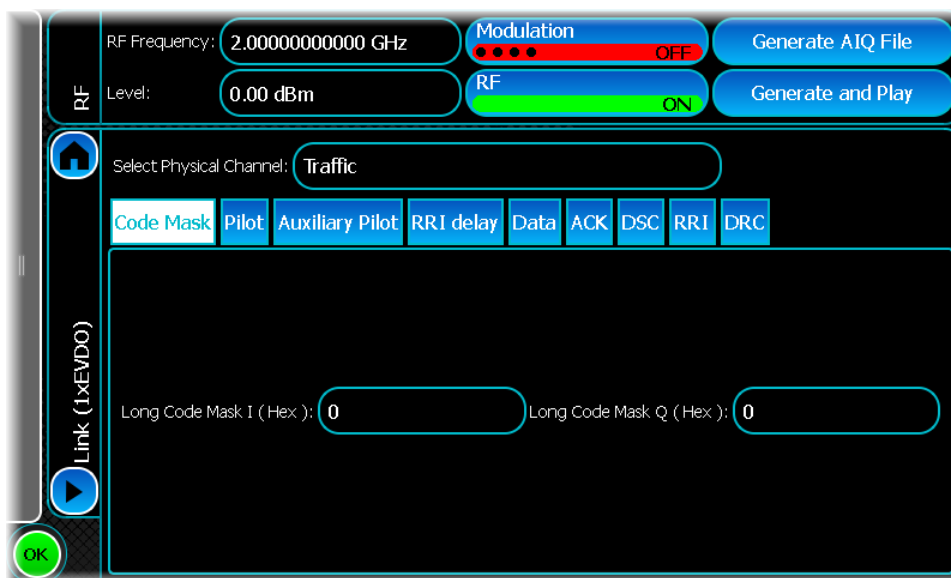 RF Frequency: 2.00000000000 GHz Modulation OFF Generate AIQ File
RF
Level: 0.00 dBm RF ON Generate and Play
Select Physical Channel: Traffic
Code Mask Pilot Auxiliary Pilot RRI delay Data ACK DSC RRI DRC
Link (1xEVDO)
Long Code Mask I ( Hex ): 0 Long Code Mask Q ( Hex ): 0
OK